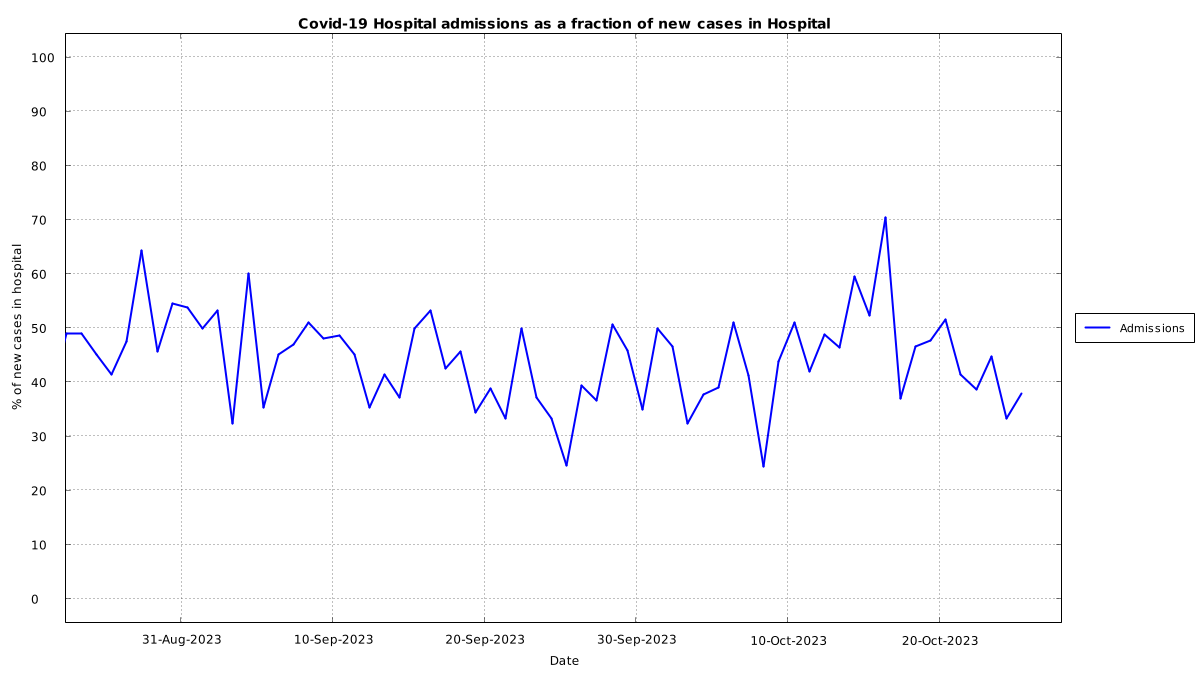 Covid-19 Hospital admissions as a fraction of new cases in Hospital
100
90
80
70
60
50
40
30
20
10
0
% of new cases in hospital
31-Aug-2023
10-Sep-2023
20-Sep-2023
30-Sep-2023
10-Oct-2023
20-Oct-2023
Date
Admissions